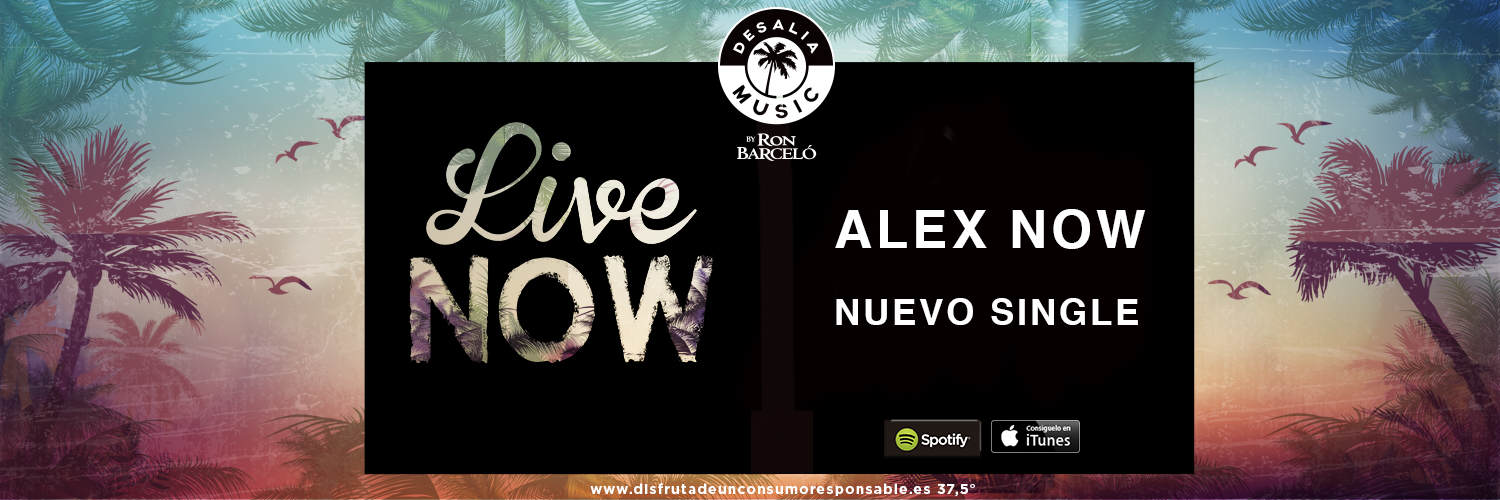 DESALIA
MUSIC
BY RON
BARCELÓ
Live
NOW
ALEX NOW
NUEVO SINGLE
Spotify
Consíguelo en
iTunes
www.disfrutadeunconsumoresponsable.es 37,5º